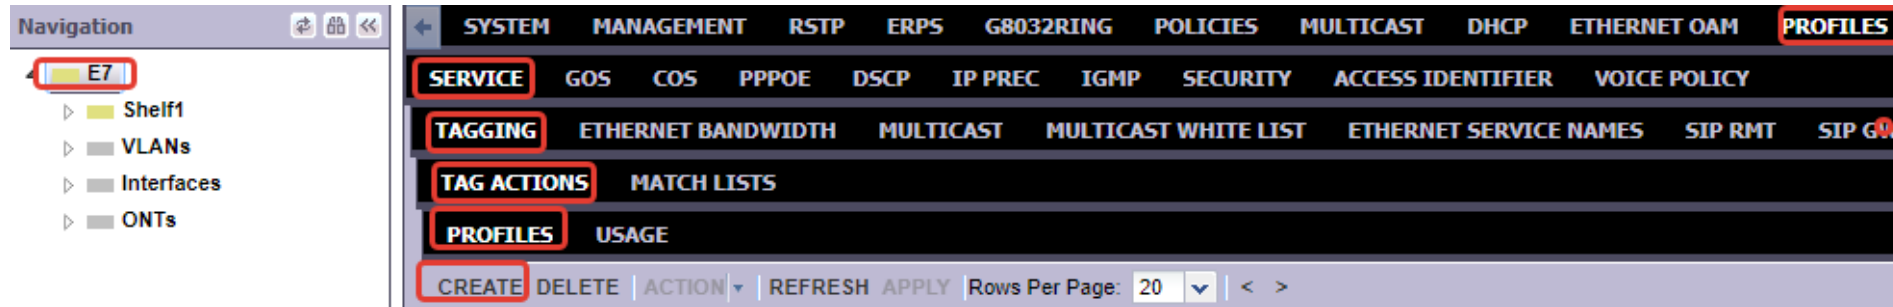 Navigation
E7
Shelf1
VLANs
Interfaces
ONTs
SYSTEM MANAGEMENT RSTP ERPS G8032RING POLICIES MULTICAST DHCP ETHERNET OAM PROFILES
SERVICE GOS COS PPPOE DSCP IP PREC IGMP SECURITY ACCESS IDENTIFIER VOICE POLICY
TAGGING ETHERNET BANDWIDTH MULTICAST MULTICAST WHITE LIST ETHERNET SERVICE NAMES SIP RMT SIP
TAG ACTIONS MATCH LISTS
PROFILES USAGE
CREATE DELETE ACTION REFRESH APPLY Rows Per Page: 20 < >